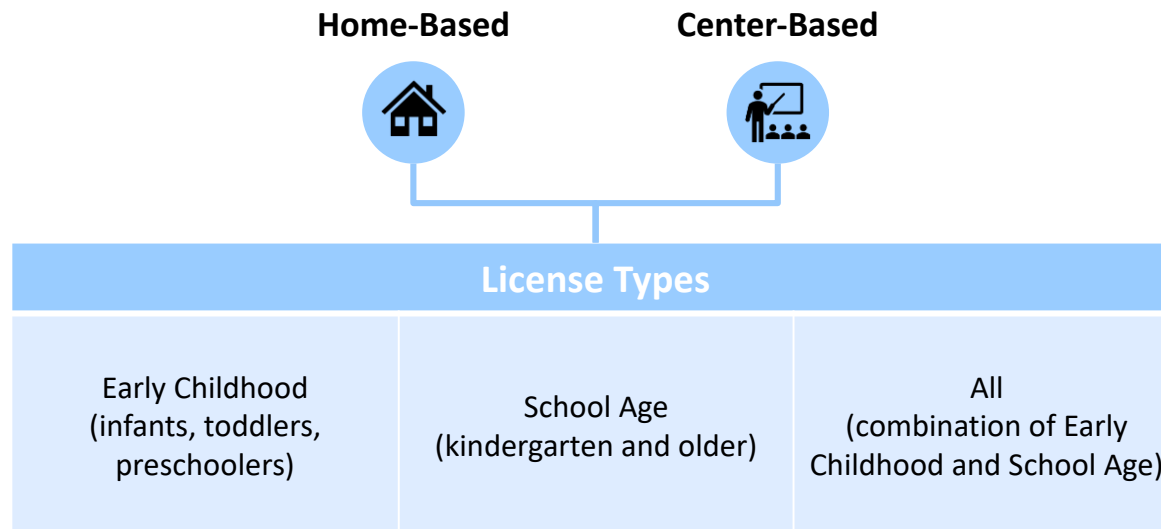 Home-Based
Center-Based
License Types
Early Childhood
(infants, toddlers,
preschoolers)
School Age
(kindergarten and older)
All
(combination of Early
Childhood and School Age)